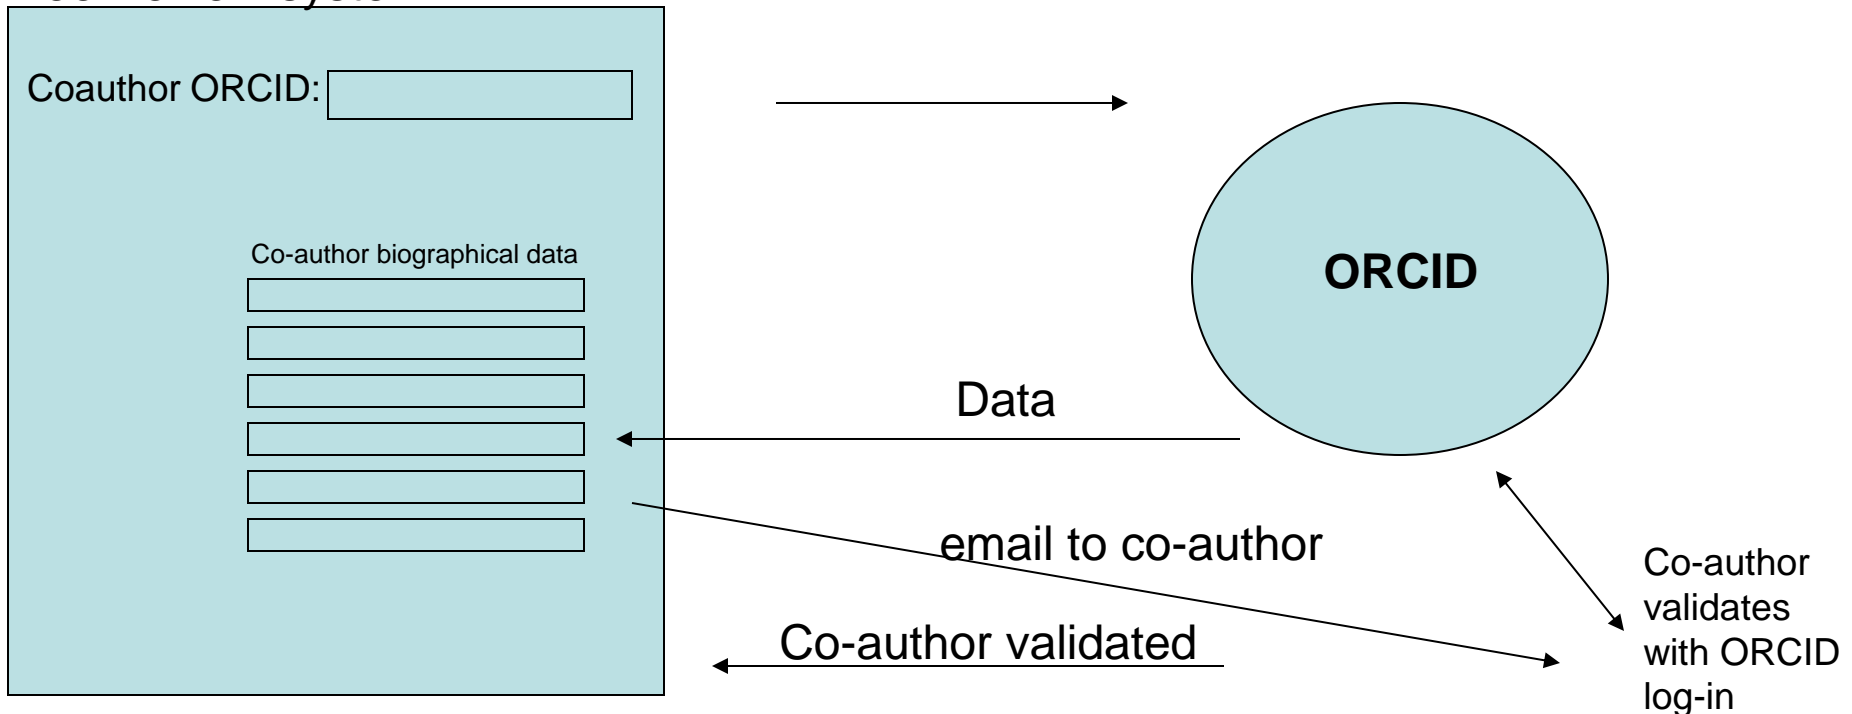 Coauthor ORCID:
Co-author biographical data
ORCID
Data
email to co-author
Co-author validated
Co-author
validates
with ORCID
log-in